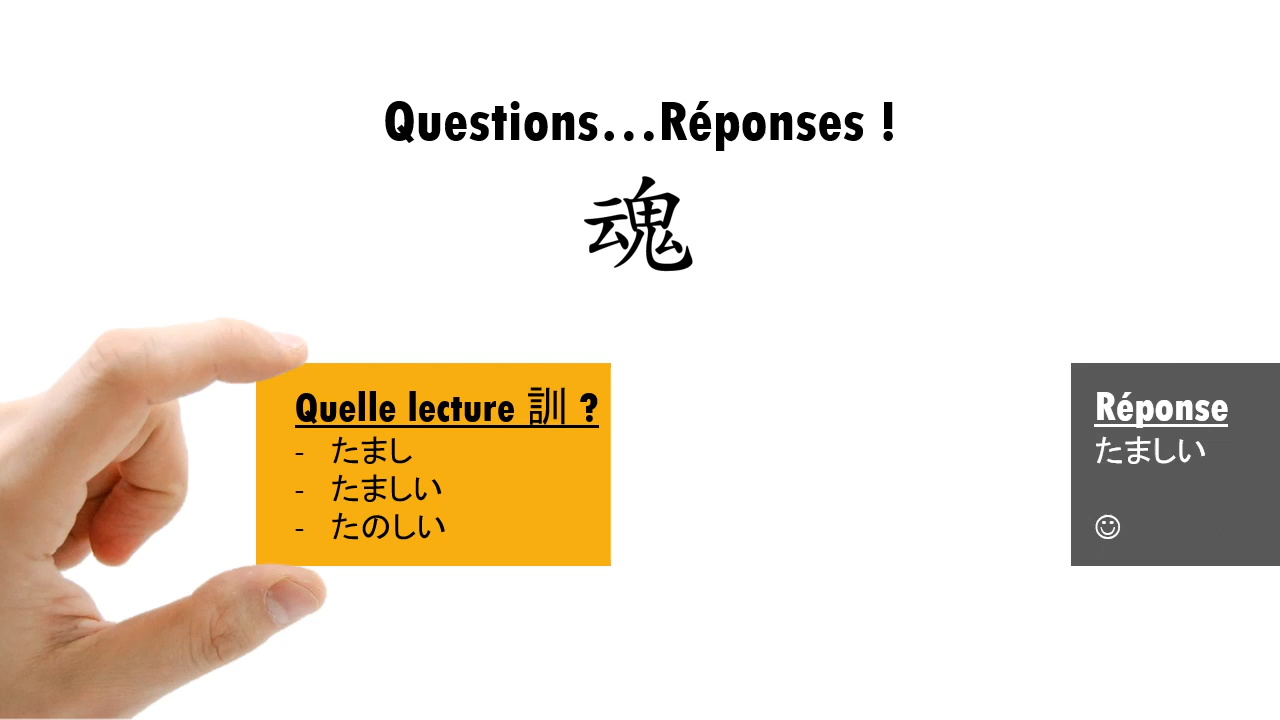 Questions…Réponses !
魂
Quelle lecture 訓 ?
- たまし
- たましい
- たのしい
Réponse
たましい
☺